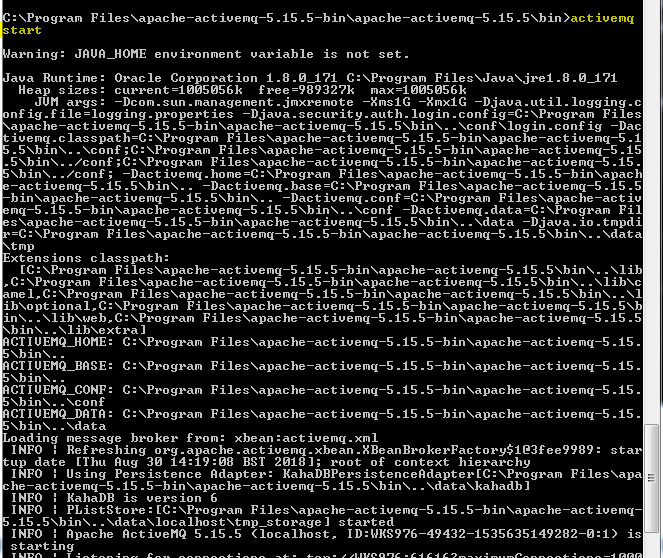 C:\Program Files\apache-activemq-5.15.5-bin\apache-activemq-5.15.5\bin>activemq
start
Warning: JAVA_HOME environment variable is not set.
Java Runtime: Oracle Corporation 1.8.0_171 C:\Program Files\Java\jre1.8.0_171
  Heap sizes: current=1005056k  free=989327k  max=1005056k
    JVM args: -Dcom.sun.management.jmxremote -Xms1G -Xmx1G -Djava.util.logging.c
onfig.file=logging.properties -Djava.security.auth.login.config=C:\Program Files
\apache-activemq-5.15.5-bin\apache-activemq-5.15.5\bin\..\conf\login.config -Dac
tivemq.classpath=C:\Program Files\apache-activemq-5.15.5-bin\apache-activemq-5.1
5.5\bin\..\conf;C:\Program Files\apache-activemq-5.15.5-bin\apache-activemq-5.15.
5\bin\../conf;C:\Program Files\apache-activemq-5.15.5-bin\apache-activemq-5.15.
5\bin\../conf; -Dactivemq.home=C:\Program Files\apache-activemq-5.15.5-bin\apach
e-activemq-5.15.5\bin\.. -Dactivemq.base=C:\Program Files\apache-activemq-5.15.5
-bin\apache-activemq-5.15.5\bin\.. -Dactivemq.conf=C:\Program Files\apache-activ
emq-5.15.5-bin\apache-activemq-5.15.5\bin\..\conf -Dactivemq.data=C:\Program Fil
es\apache-activemq-5.15.5-bin\apache-activemq-5.15.5\bin\..\data -Djava.io.tmpdi
r=C:\Program Files\apache-activemq-5.15.5-bin\apache-activemq-5.15.5\bin\..\data
\tmp
Extensions classpath:
  [C:\Program Files\apache-activemq-5.15.5-bin\apache-activemq-5.15.5\bin\..\lib
,C:\Program Files\apache-activemq-5.15.5-bin\apache-activemq-5.15.5\bin\..\lib\c
amel,C:\Program Files\apache-activemq-5.15.5-bin\apache-activemq-5.15.5\bin\..\l
ib\optional,C:\Program Files\apache-activemq-5.15.5-bin\apache-activemq-5.15.5\b
in\..\lib\web,C:\Program Files\apache-activemq-5.15.5-bin\apache-activemq-5.15.5
\bin\..\lib\extra]
ACTIVEMQ_HOME: C:\Program Files\apache-activemq-5.15.5-bin\apache-activemq-5.15.
5\bin\..
ACTIVEMQ_BASE: C:\Program Files\apache-activemq-5.15.5-bin\apache-activemq-5.15.
5\bin\..
ACTIVEMQ_CONF: C:\Program Files\apache-activemq-5.15.5-bin\apache-activemq-5.15.
5\bin\..\conf
ACTIVEMQ_DATA: C:\Program Files\apache-activemq-5.15.5-bin\apache-activemq-5.15.
5\bin\..\data
Loading message broker from: xbean:activemq.xml
 INFO | Refreshing org.apache.activemq.xbean.XBeanBrokerFactory$1@3fee9989: star
tup date [Thu Aug 30 14:19:08 BST 2018]; root of context hierarchy
 INFO | Using Persistence Adapter: KahaDBPersistenceAdapter[C:\Program Files\apa
che-activemq-5.15.5-bin\apache-activemq-5.15.5\bin\..\data\kahadb]
 INFO | KahaDB is version 6
 INFO | PListStore:[C:\Program Files\apache-activemq-5.15.5-bin\apache-activemq-
5.15.5\bin\..\data\localhost\tmp_storage] started
 INFO | Apache ActiveMQ 5.15.5 (localhost, ID:WKS976-49432-1535635149282-0:1) is
starting
 INFO | Listening for connections at: tcp://WKS976:61616?maximumConnections=1000